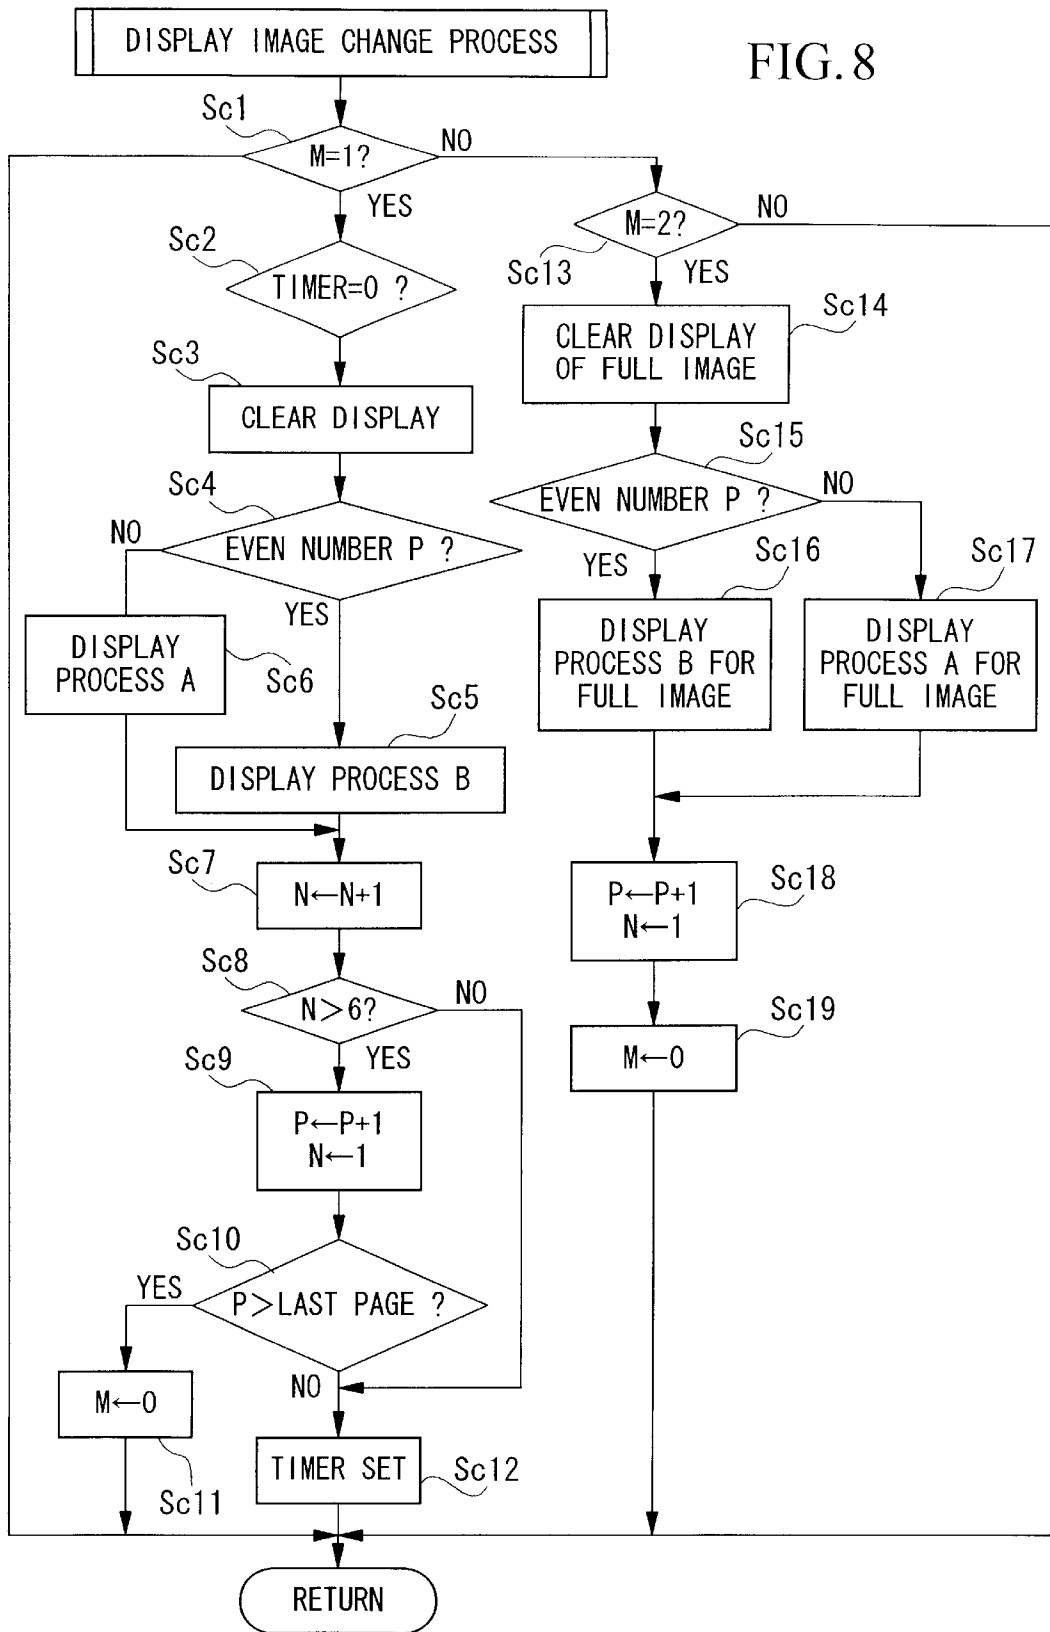 DISPLAY IMAGE CHANGE PROCESS
FIG. 8
Sc1
M=1?
NO
YES
M=2?
NO
Sc13
YES
Sc2
TIMER=0 ?
Sc14
CLEAR DISPLAY
OF FULL IMAGE
Sc3
CLEAR DISPLAY
Sc15
EVEN NUMBER P ?
NO
YES
Sc4
EVEN NUMBER P ?
NO
YES
Sc16
DISPLAY
PROCESS B FOR
FULL IMAGE
Sc17
DISPLAY
PROCESS A FOR
FULL IMAGE
DISPLAY
PROCESS A
Sc6
Sc5
DISPLAY PROCESS B
Sc7
N←N+1
Sc18
P←P+1
N←1
Sc8
N>6?
NO
YES
Sc19
M←0
Sc9
P←P+1
N←1
Sc10
P>LAST PAGE ?
YES
NO
M←0
Sc11
TIMER SET
Sc12
RETURN